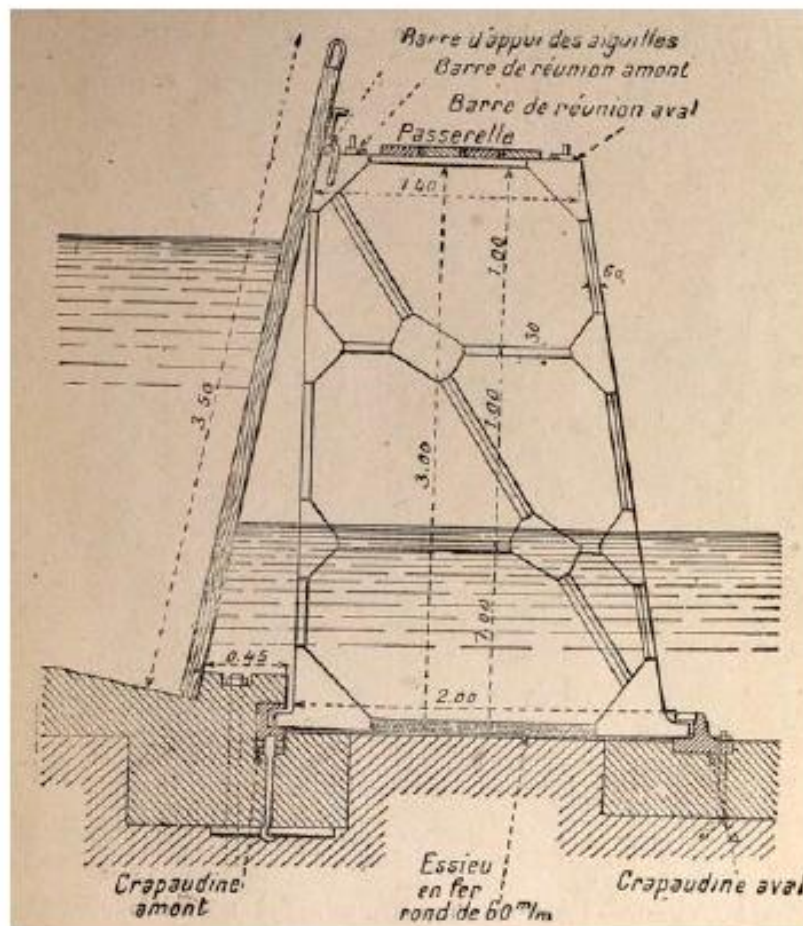 Barre d'appui des aiguilles
Barre de réunion amont
Barre de réunion aval
Passerelle
1.40
1.00
60
30
3.50
3.00
1.00
1.00
0.45
2.00
Crapaudine
amont
Essieu
en fer
rond de 60 m/m
Crapaudine aval